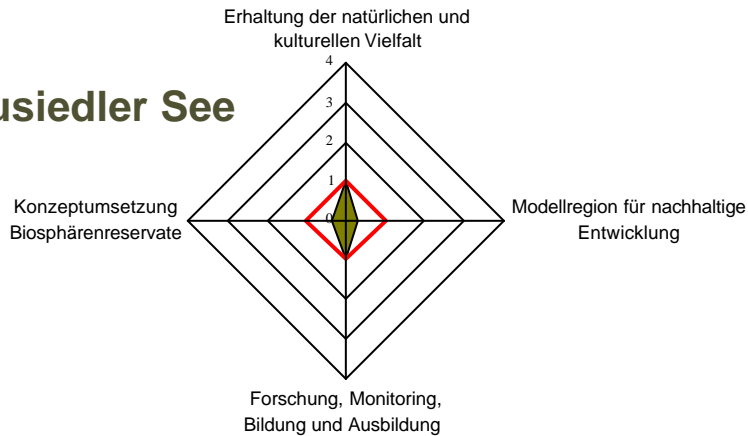 Erhaltung der natürlichen und
kulturellen Vielfalt
4
usiedler See
3
2
1
Konzeptumsetzung
Biosphärenreservate
0
Modellregion für nachhaltige
Entwicklung
Forschung, Monitoring,
Bildung und Ausbildung